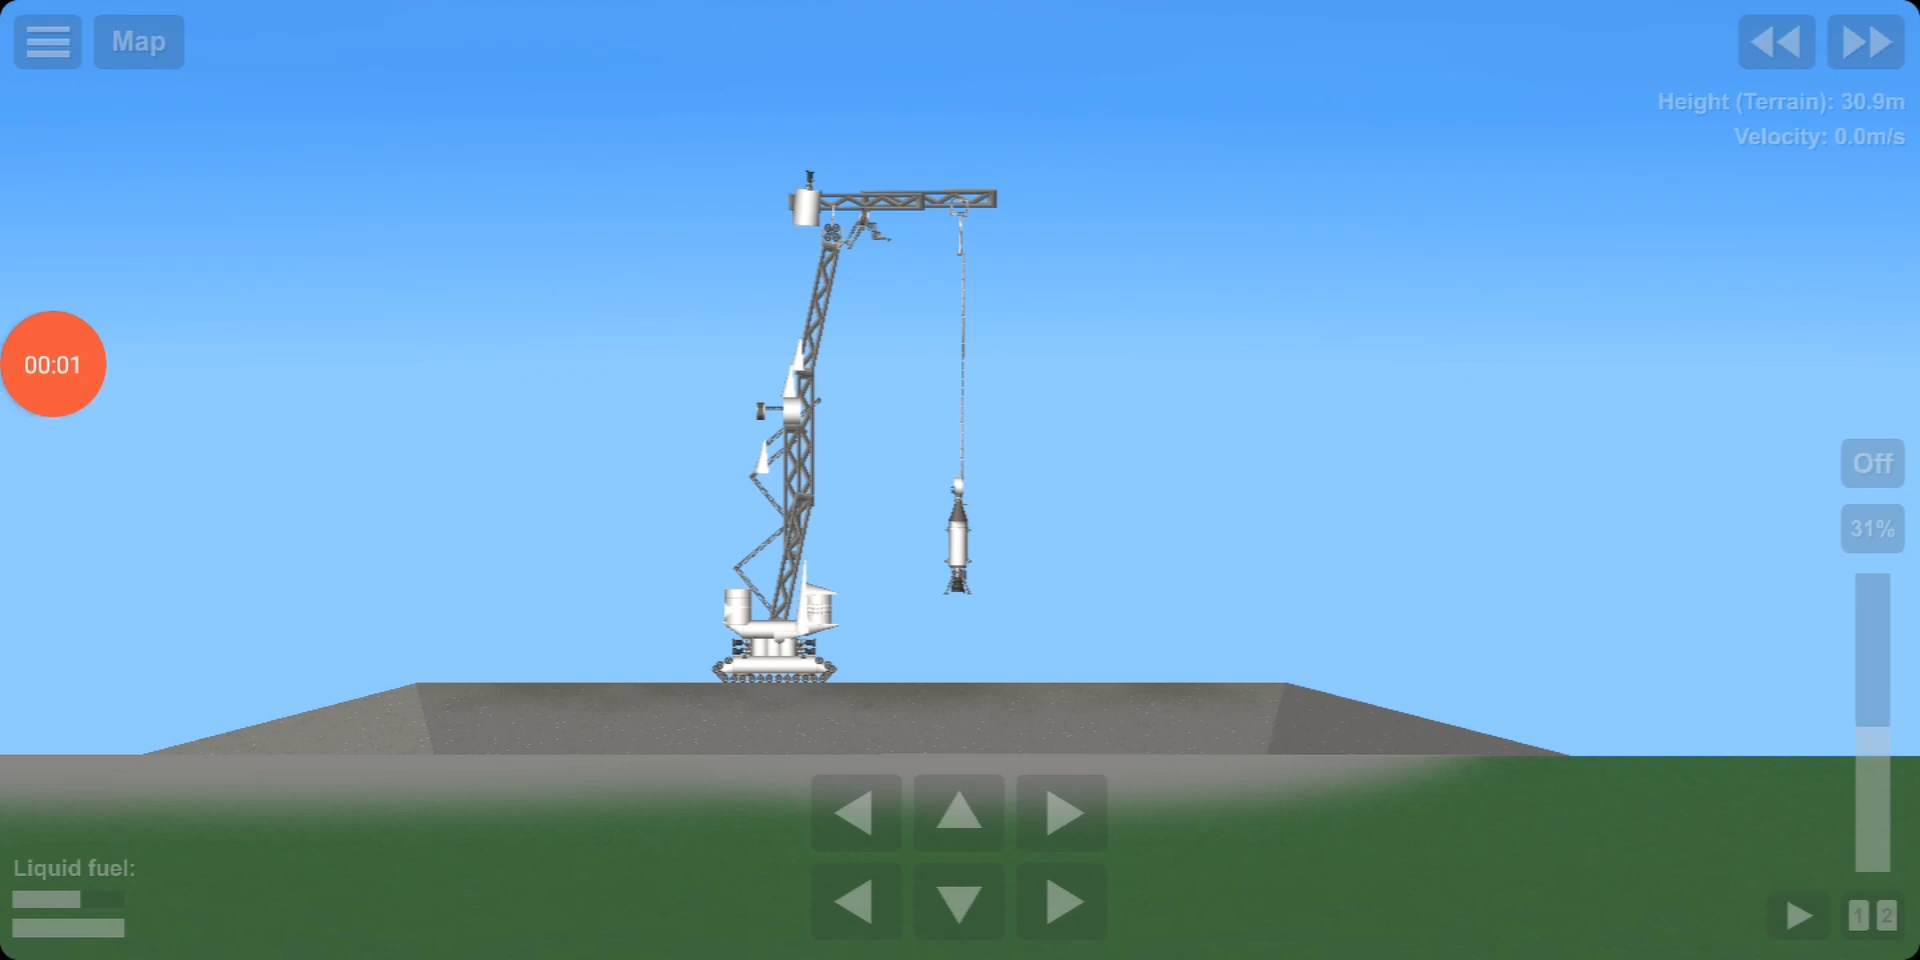 Map
Height (Terrain): 30.9m
Velocity: 0.0m/s
00:01
Off
31%
Liquid fuel:
1 2